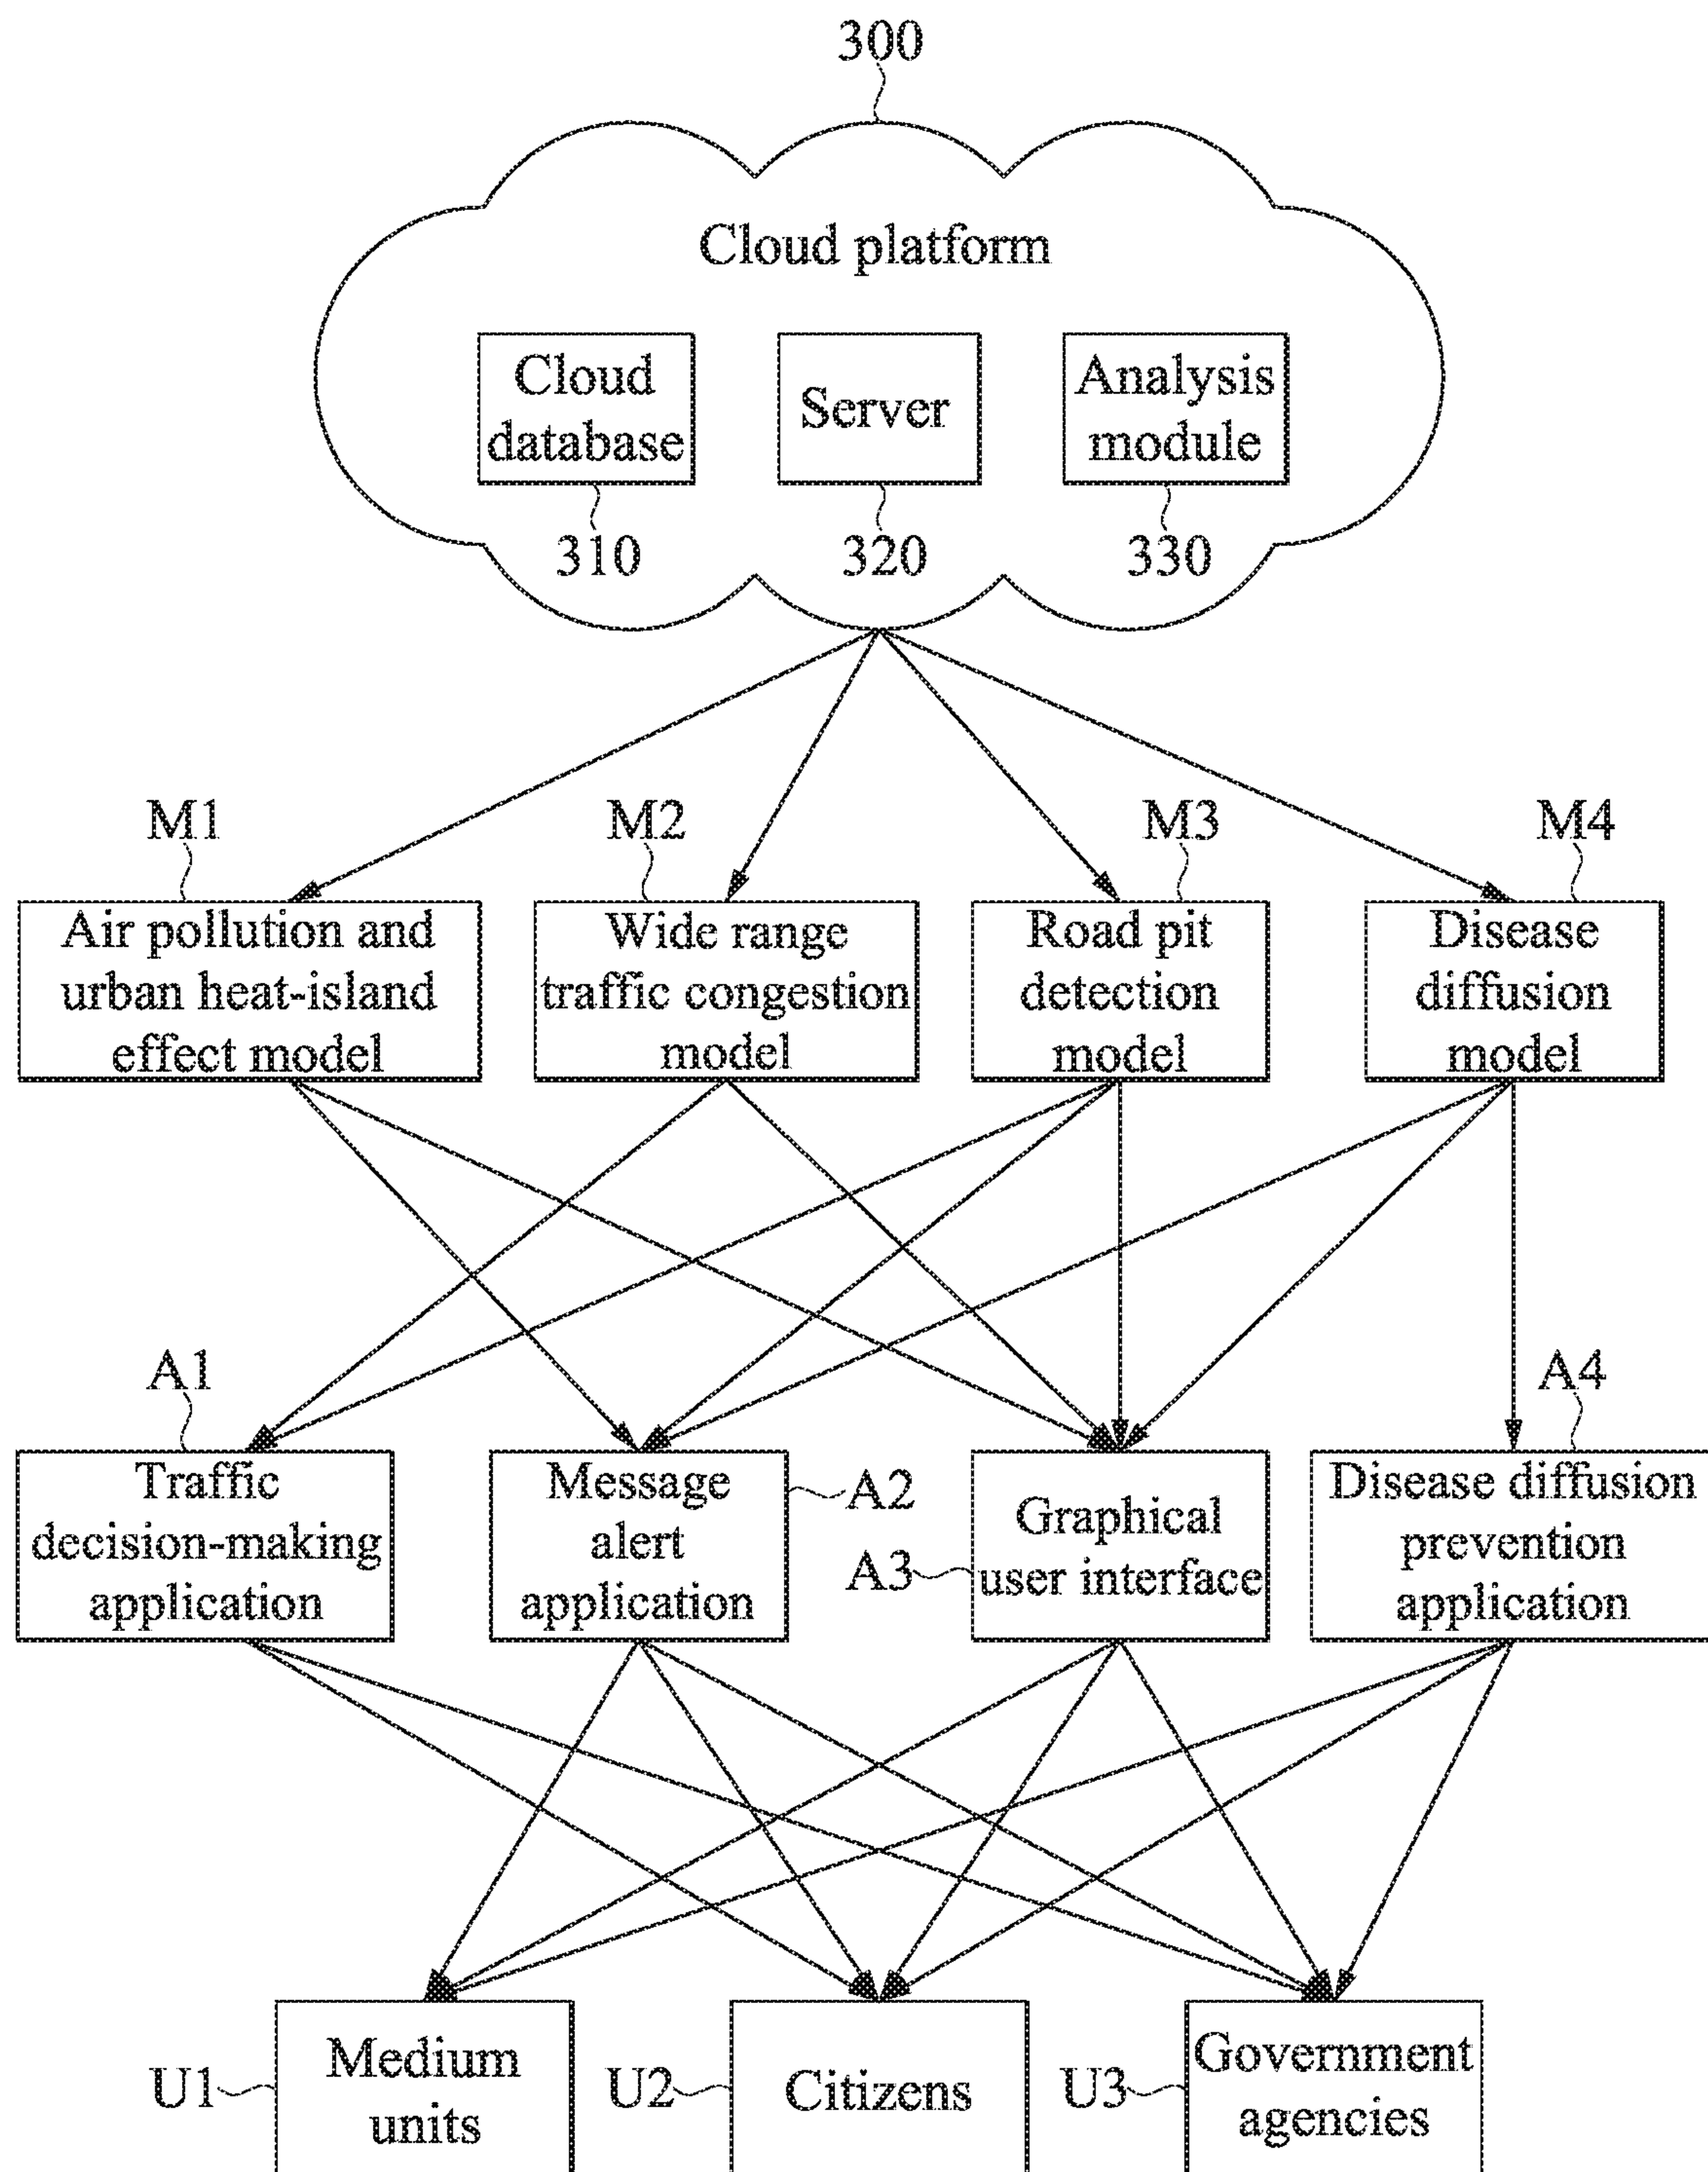 300
Cloud platform
Cloud
database
Server
Analysis
module
310
320
330
M1
M2
M3
M4
Air pollution and
urban heat-island
effect model
Wide range
traffic congestion
model
Road pit
detection
model
Disease
diffusion
model
A1
A4
Traffic
decision-making
application
Message
alert
application
A2
A3
Graphical
user interface
Disease diffusion
prevention
application
U1
Medium
units
U2
Citizens
U3
Government
agencies